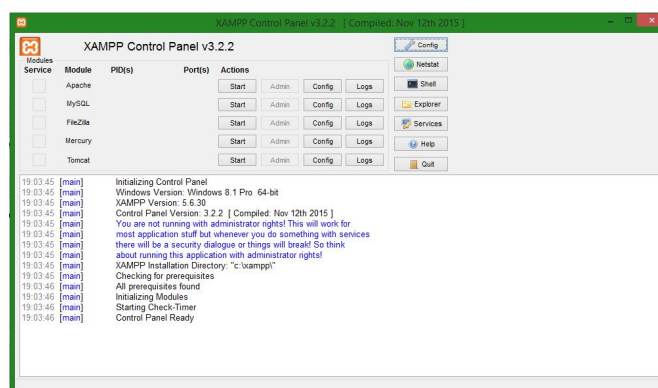 XAMPP Control Panel v3.2.2 [ Compiled: Nov 12th 2015 ]
XAMPP Control Panel v3.2.2
Config
Modules
Service Module PID(s) Port(s) Actions
Netstat
Apache Start Admin Config Logs
Shell
MySQL Start Admin Config Logs
Explorer
FileZilla Start Admin Config Logs
Services
Mercury Start Admin Config Logs
Help
Tomcat Start Admin Config Logs
Quit
19:03:45 [main] Initializing Control Panel
19:03:45 [main] Windows Version: Windows 8.1 Pro 64-bit
19:03:45 [main] XAMPP Version: 5.6.30
19:03:45 [main] Control Panel Version: 3.2.2 [ Compiled: Nov 12th 2015 ]
19:03:45 [main] You are not running with administrator rights! This will work for
19:03:45 [main] most application stuff but whenever you do something with services
19:03:45 [main] there will be a security dialogue or things will break! So think
19:03:45 [main] about running this application with administrator rights!
19:03:45 [main] XAMPP Installation Directory: "c:\xampp\"
19:03:45 [main] Checking for prerequisites
19:03:46 [main] All prerequisites found
19:03:46 [main] Initializing Modules
19:03:46 [main] Starting Check-Timer
19:03:46 [main] Control Panel Ready